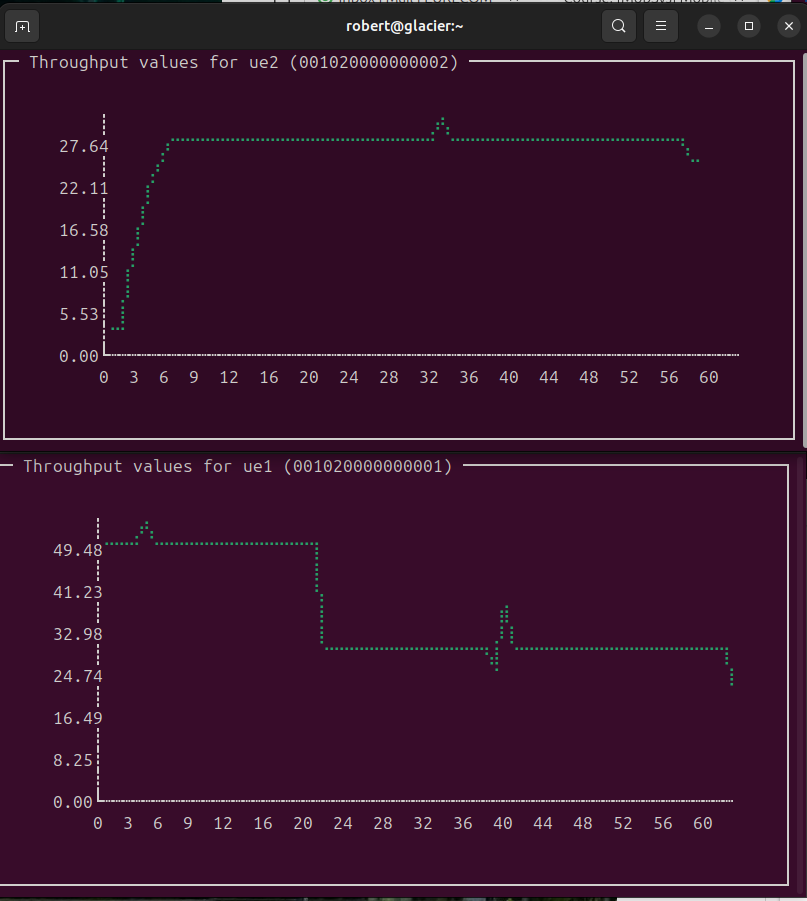 robert@glacier:~
Throughput values for ue2 (001020000000002)
27.64
22.11
16.58
11.05
5.53
0.00
0 3 6 9 12 16 20 24 28 32 36 40 44 48 52 56 60
Throughput values for ue1 (001020000000001)
49.48
41.23
32.98
24.74
16.49
8.25
0.00
0 3 6 9 12 16 20 24 28 32 36 40 44 48 52 56 60